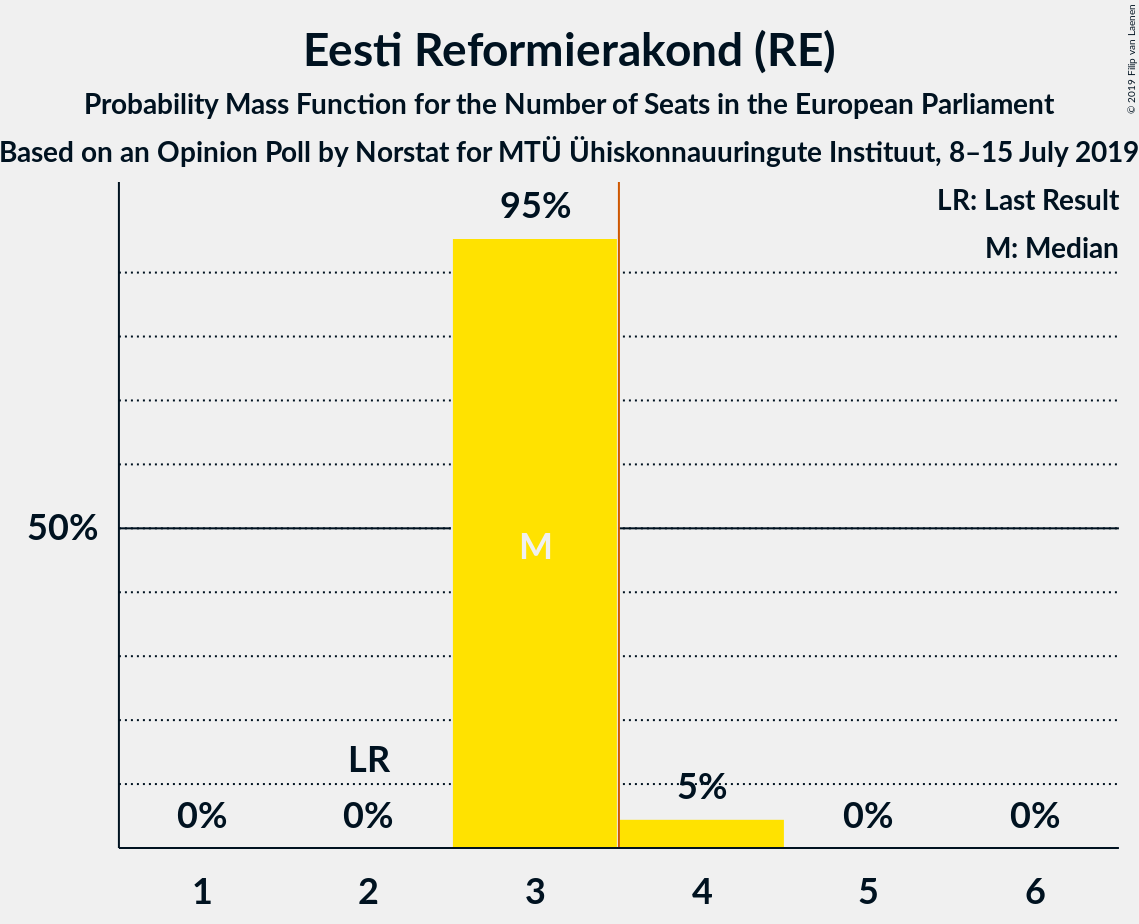 Eesti Reformierakond (RE)
Probability Mass Function for the Number of Seats in the European Parliament
Based on an Opinion Poll by Norstat for MTÜ Ühiskonnauuringute Instituut, 8–15 July 2019
© 2019 Filip van Laenen
LR: Last Result
M: Median
95%
50%
M
LR
5%
0% 0% 0% 0%
1 2 3 4 5 6